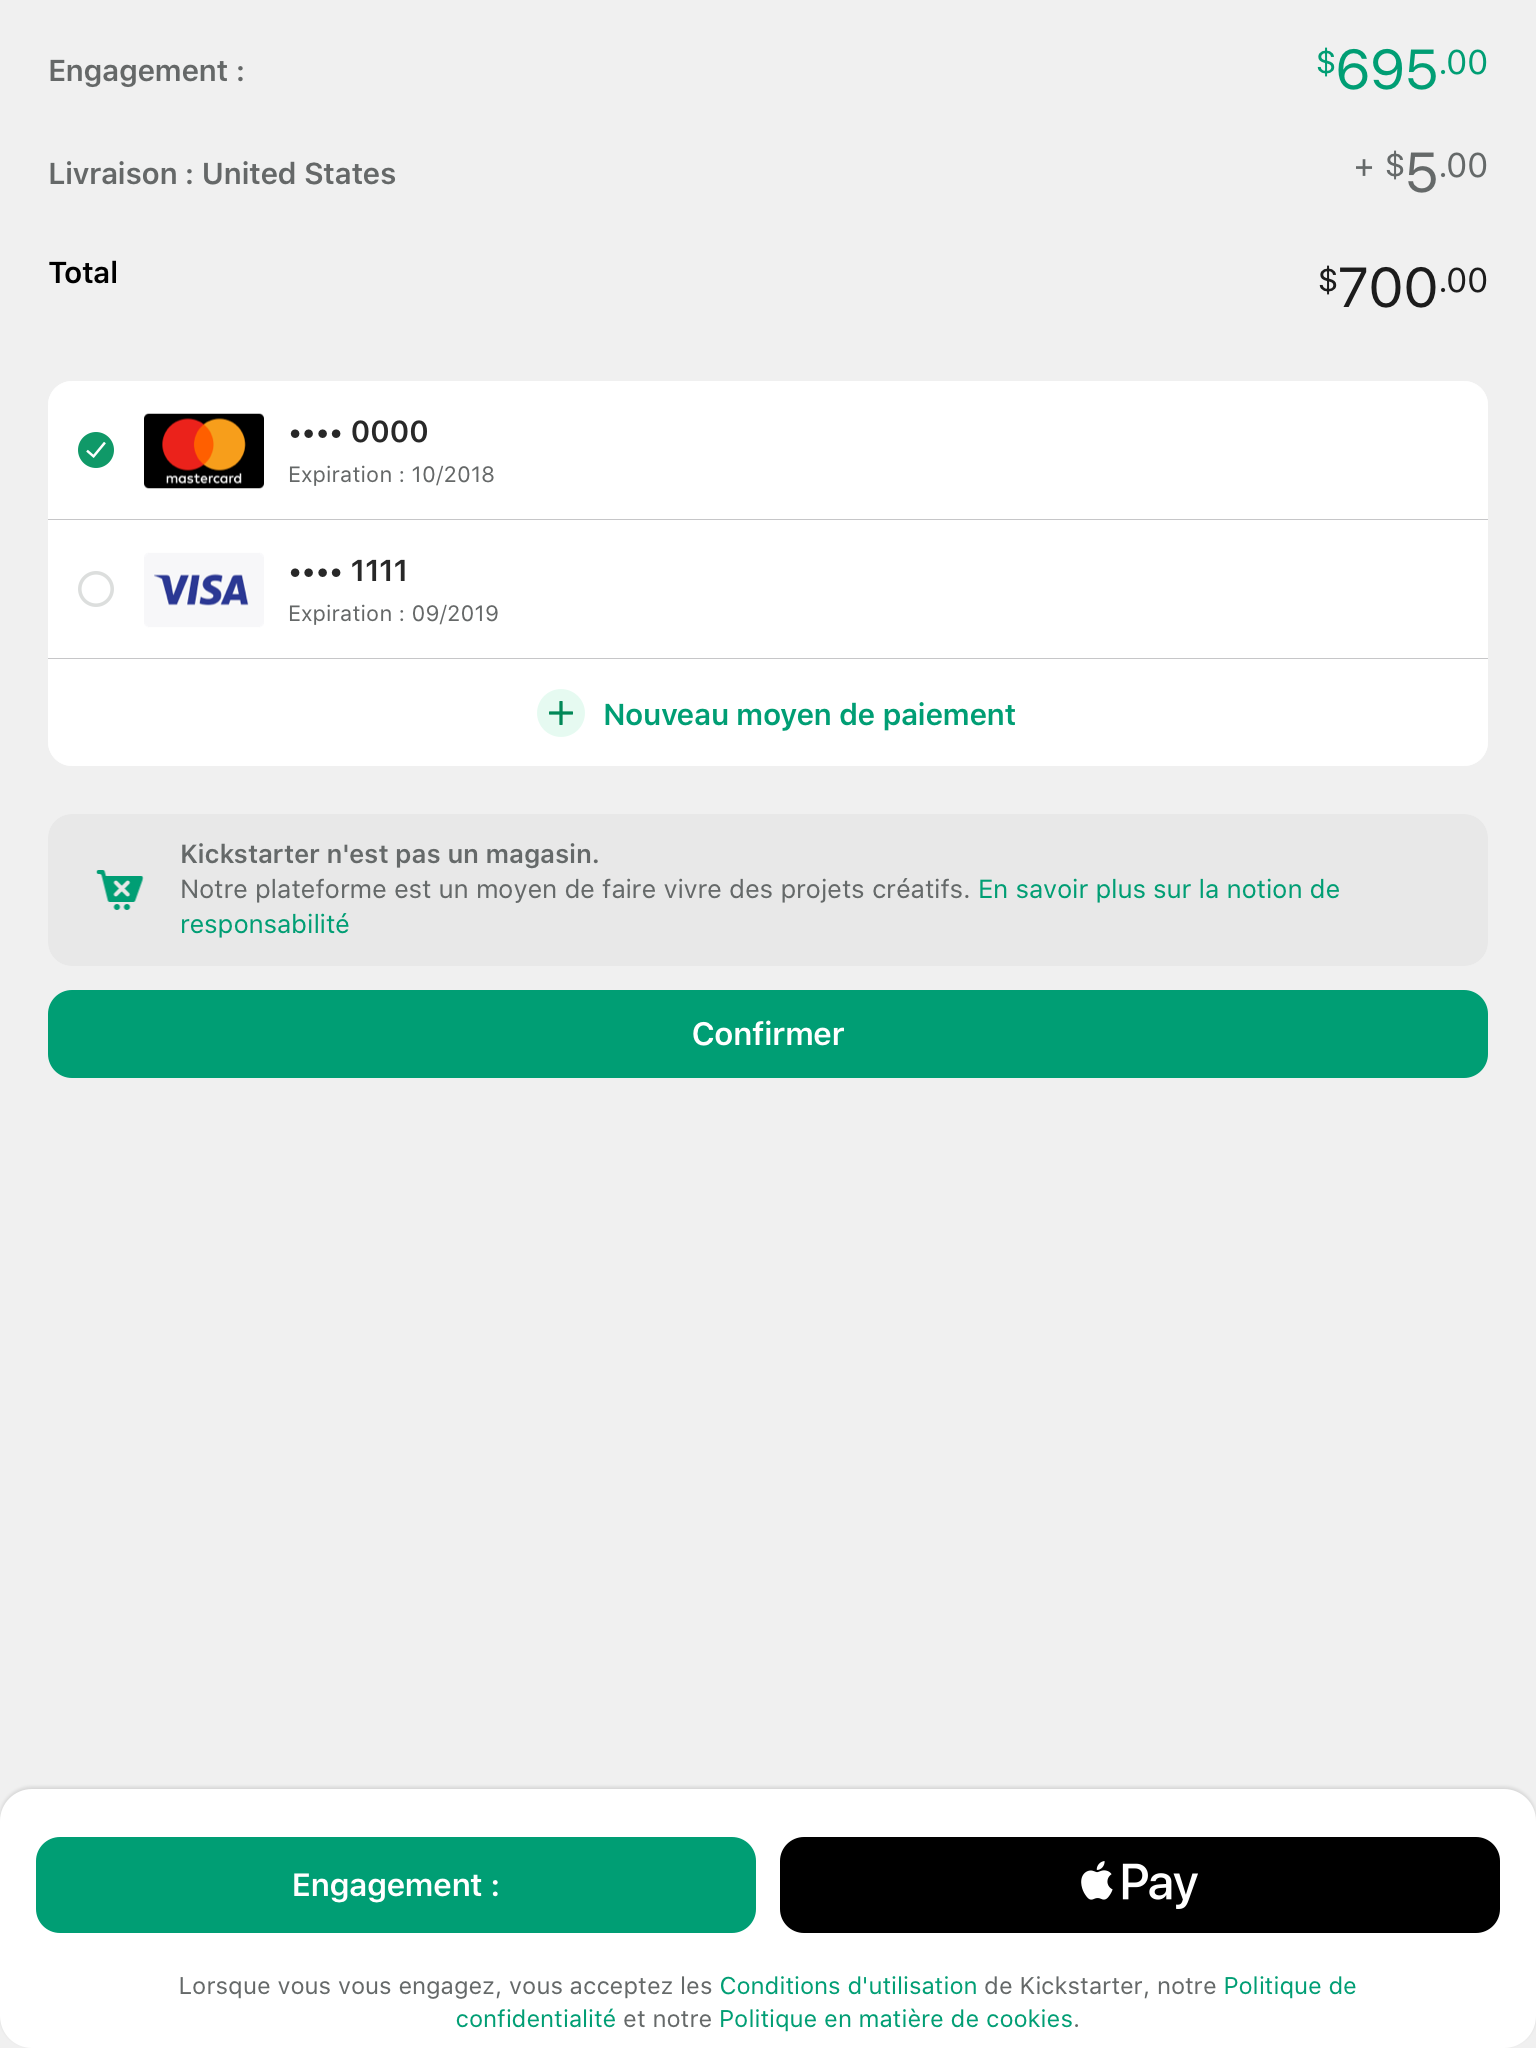 Engagement :
$695.00
Livraison : United States
+ $5.00
Total
$700.00
mastercard
•••• 0000
Expiration : 10/2018
VISA
•••• 1111
Expiration : 09/2019
Nouveau moyen de paiement
Kickstarter n'est pas un magasin.
Notre plateforme est un moyen de faire vivre des projets créatifs. En savoir plus sur la notion de
responsabilité
Confirmer
Engagement :
Pay
Lorsque vous vous engagez, vous acceptez les Conditions d'utilisation de Kickstarter, notre Politique de
confidentialité et notre Politique en matière de cookies.